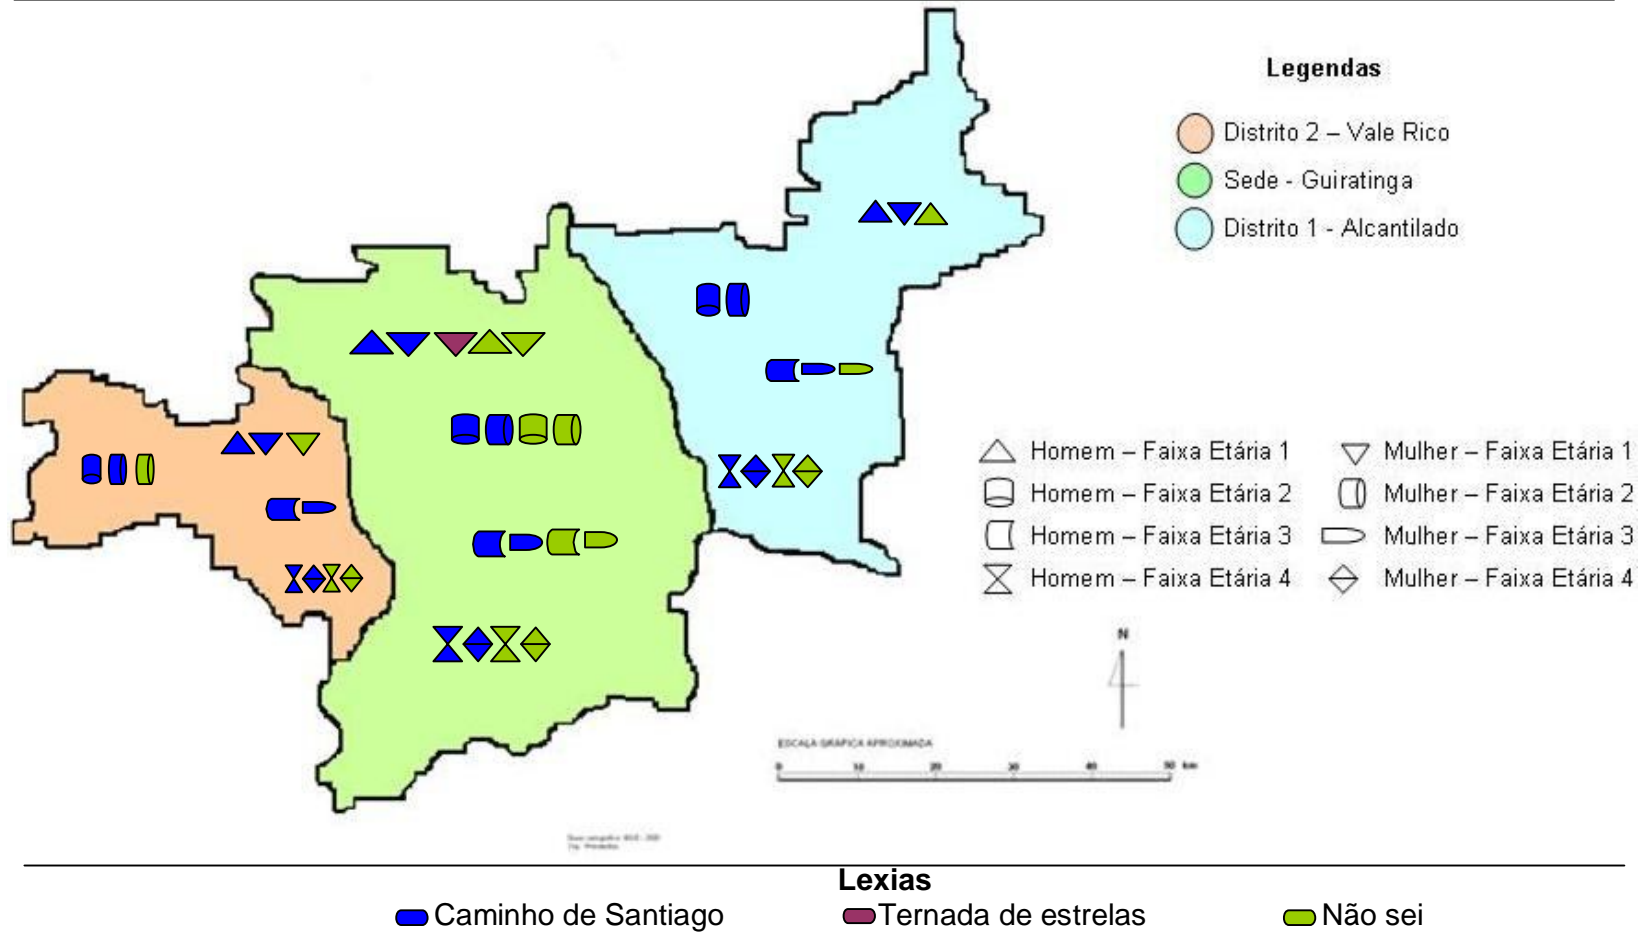 Legendas
Distrito 2 – Vale Rico
Sede - Guiratinga
Distrito 1 - Alcantilado
Homem – Faixa Etária 1
Mulher – Faixa Etária 1
Homem – Faixa Etária 2
Mulher – Faixa Etária 2
Homem – Faixa Etária 3
Mulher – Faixa Etária 3
Homem – Faixa Etária 4
Mulher – Faixa Etária 4
N
ESCALA GRÁFICA APROXIMADA
0 10 20 30 40 50 km
Lexias
Caminho de Santiago
Ternada de estrelas
Não sei